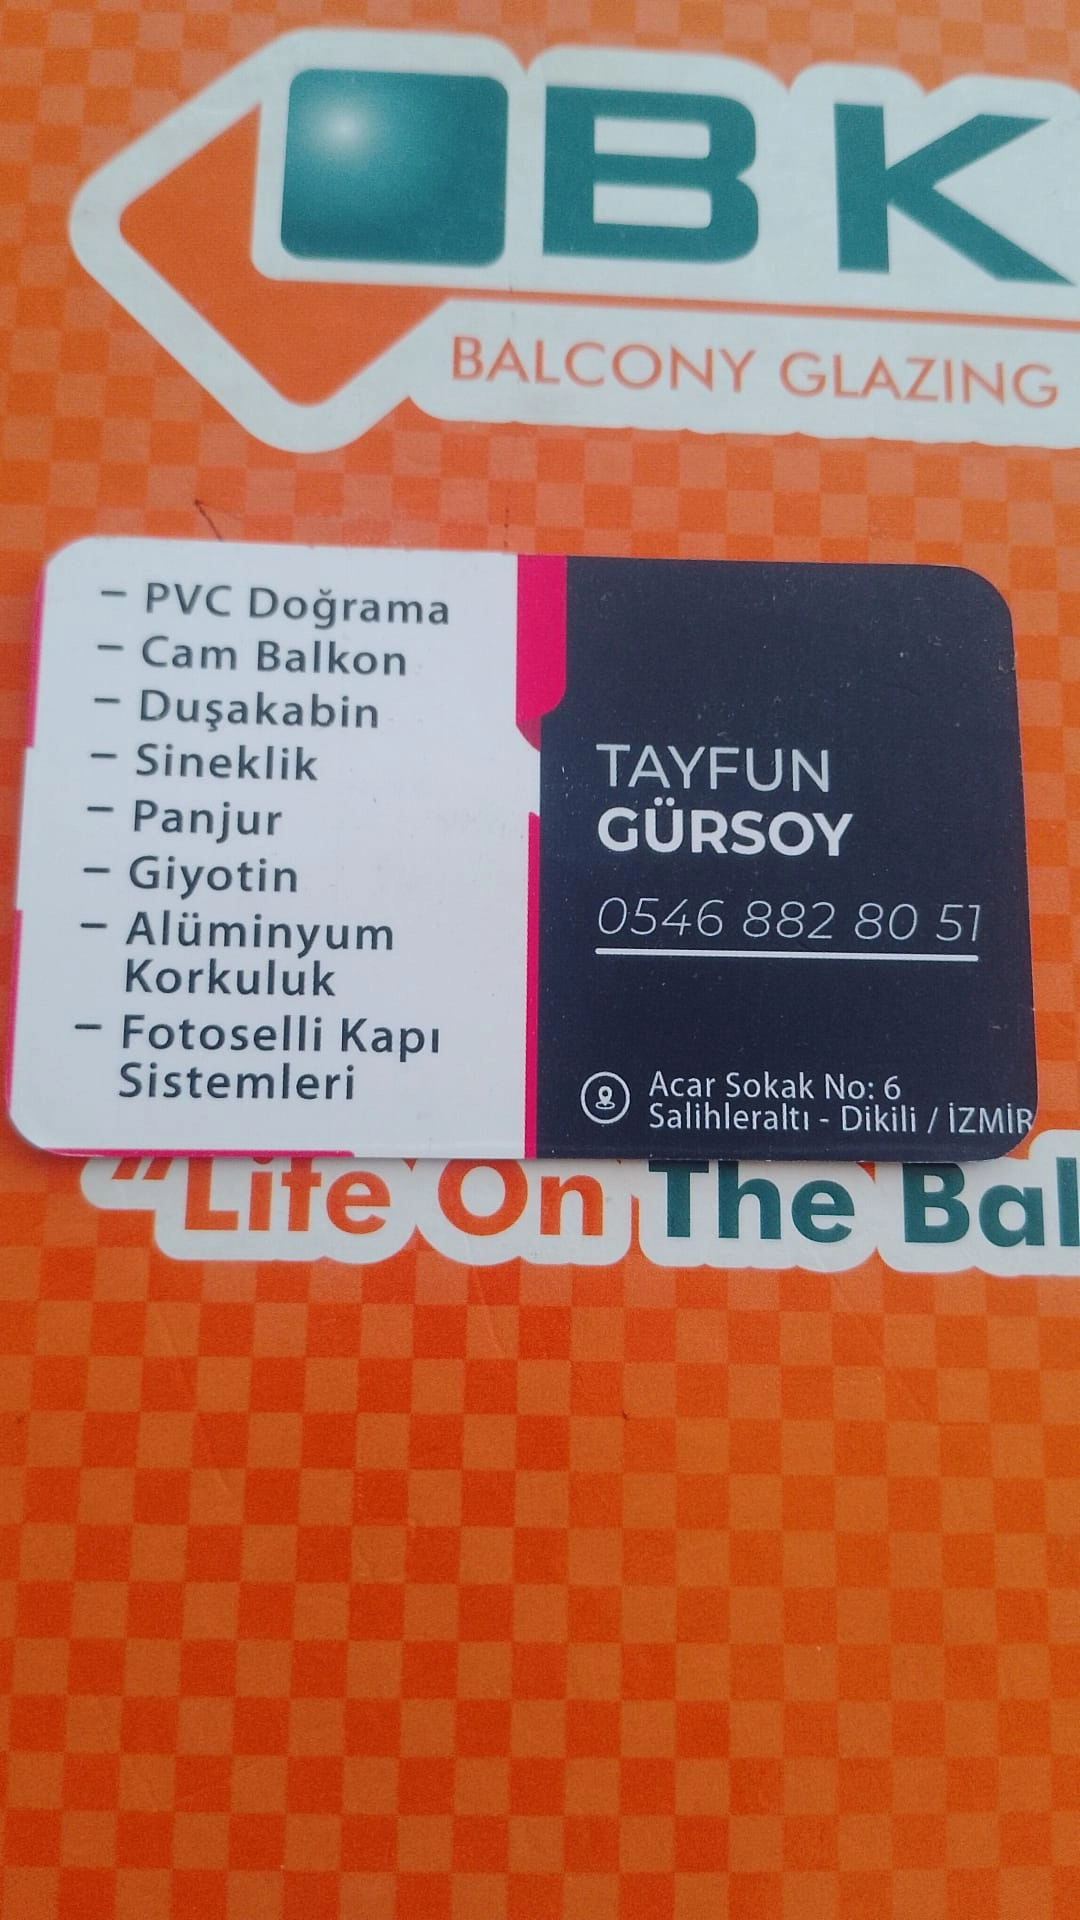 BK
BALCONY GLAZING
– PVC Doğrama
– Cam Balkon
– Duşakabin
– Sineklik
– Panjur
– Giyotin
– Alüminyum
Korkuluk
– Fotoselli Kapı
Sistemleri
TAYFUN
GÜRSOY
0546 882 80 51
Acar Sokak No: 6
Salihleraltı - Dikili / İZMİR
"Life On The Bal